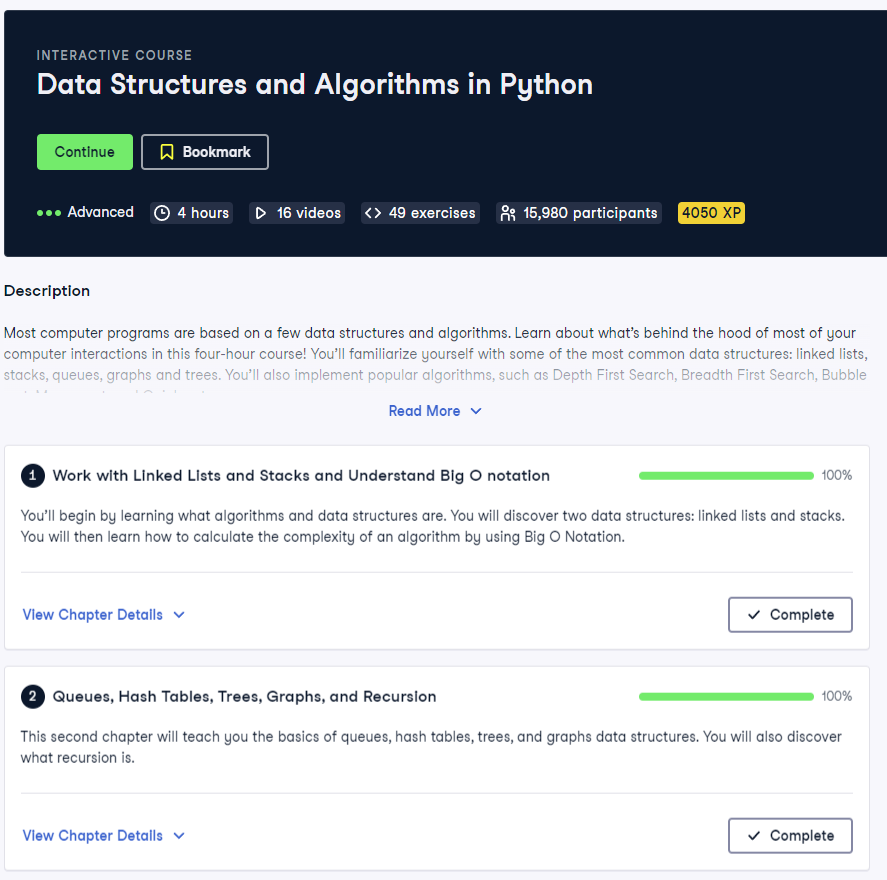 INTERACTIVE COURSE
Data Structures and Algorithms in Python
Continue
Bookmark
Advanced 4 hours 16 videos <> 49 exercises 15,980 participants 4050 XP
Description
Most computer programs are based on a few data structures and algorithms. Learn about what’s behind the hood of most of your
computer interactions in this four-hour course! You’ll familiarize yourself with some of the most common data structures: linked lists,
stacks, queues, graphs and trees. You’ll also implement popular algorithms, such as Depth First Search, Breadth First Search, Bubble
Read More
1 Work with Linked Lists and Stacks and Understand Big O notation 100%
You’ll begin by learning what algorithms and data structures are. You will discover two data structures: linked lists and stacks.
You will then learn how to calculate the complexity of an algorithm by using Big O Notation.
View Chapter Details
Complete
2 Queues, Hash Tables, Trees, Graphs, and Recursion 100%
This second chapter will teach you the basics of queues, hash tables, trees, and graphs data structures. You will also discover
what recursion is.
View Chapter Details
Complete